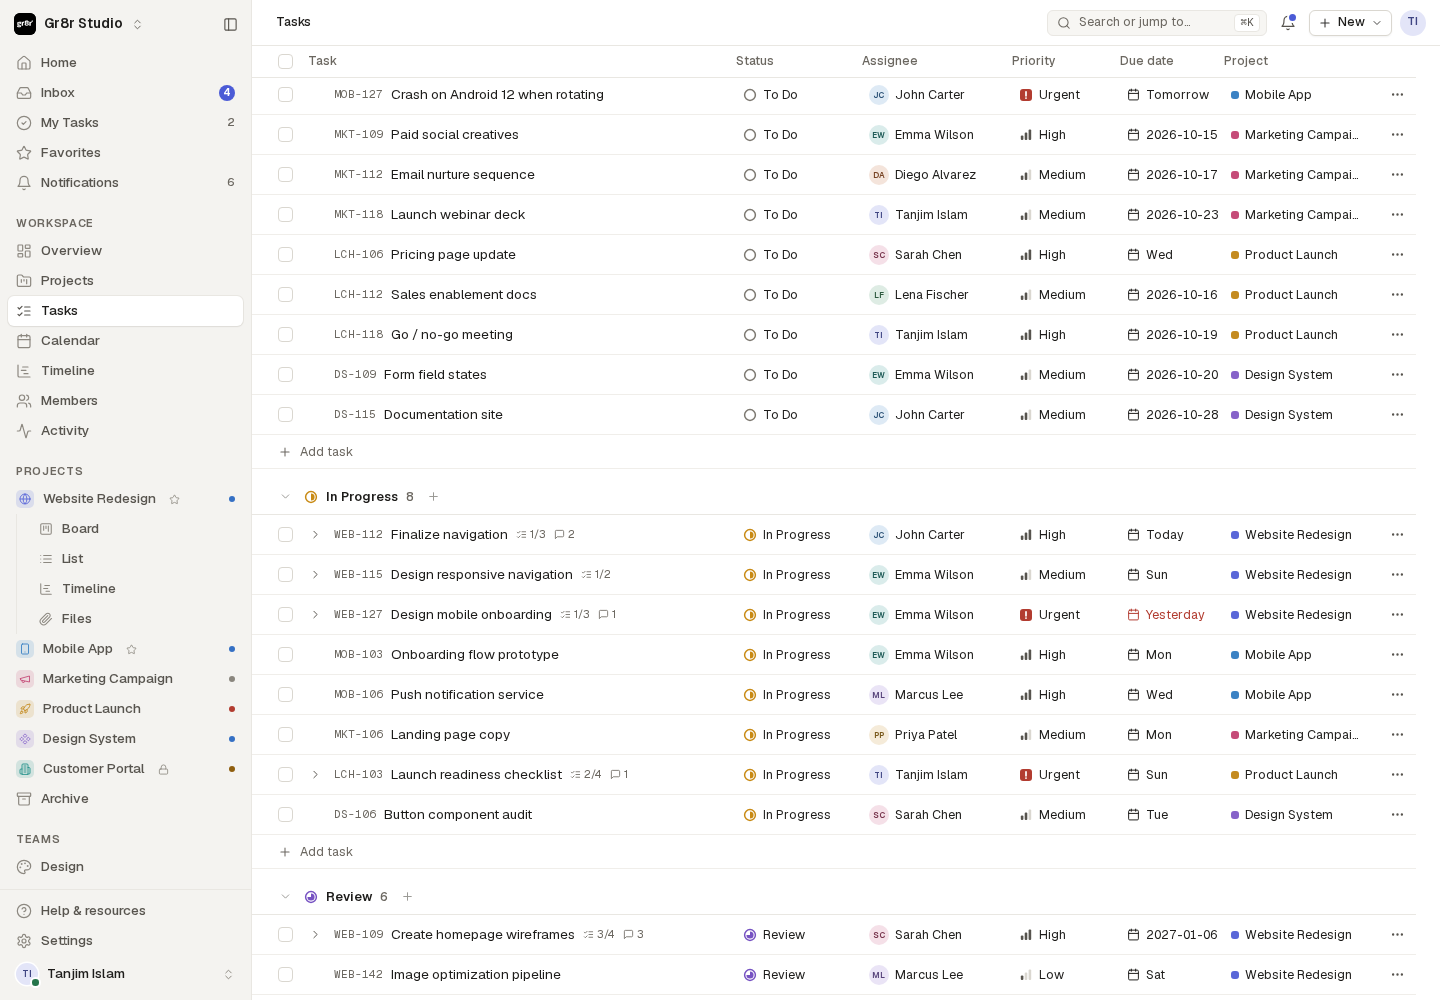 gr8r Gr8r Studio
Home
Inbox 4
My Tasks 2
Favorites
Notifications 6
WORKSPACE
Overview
Projects
Tasks
Calendar
Timeline
Members
Activity
PROJECTS
Website Redesign
Board
List
Timeline
Files
Mobile App
Marketing Campaign
Product Launch
Design System
Customer Portal
Archive
TEAMS
Design
Help & resources
Settings
TI Tanjim Islam
Tasks Search or jump to... ⌘K New TI
Task Status Assignee Priority Due date Project
MOB-127 Crash on Android 12 when rotating To Do JC John Carter Urgent Tomorrow Mobile App
MKT-109 Paid social creatives To Do EW Emma Wilson High 2026-10-15 Marketing Campai...
MKT-112 Email nurture sequence To Do DA Diego Alvarez Medium 2026-10-17 Marketing Campai...
MKT-118 Launch webinar deck To Do TI Tanjim Islam Medium 2026-10-23 Marketing Campai...
LCH-106 Pricing page update To Do SC Sarah Chen High Wed Product Launch
LCH-112 Sales enablement docs To Do LF Lena Fischer Medium 2026-10-16 Product Launch
LCH-118 Go / no-go meeting To Do TI Tanjim Islam High 2026-10-19 Product Launch
DS-109 Form field states To Do EW Emma Wilson Medium 2026-10-20 Design System
DS-115 Documentation site To Do JC John Carter Medium 2026-10-28 Design System
Add task
In Progress 8
WEB-112 Finalize navigation 1/3 2 In Progress JC John Carter High Today Website Redesign
WEB-115 Design responsive navigation 1/2 In Progress EW Emma Wilson Medium Sun Website Redesign
WEB-127 Design mobile onboarding 1/3 1 In Progress EW Emma Wilson Urgent Yesterday Website Redesign
MOB-103 Onboarding flow prototype In Progress EW Emma Wilson High Mon Mobile App
MOB-106 Push notification service In Progress ML Marcus Lee High Wed Mobile App
MKT-106 Landing page copy In Progress PP Priya Patel Medium Mon Marketing Campai...
LCH-103 Launch readiness checklist 2/4 1 In Progress TI Tanjim Islam Urgent Sun Product Launch
DS-106 Button component audit In Progress SC Sarah Chen Medium Tue Design System
Add task
Review 6
WEB-109 Create homepage wireframes 3/4 3 Review SC Sarah Chen High 2027-01-06 Website Redesign
WEB-142 Image optimization pipeline Review ML Marcus Lee Low Sat Website Redesign